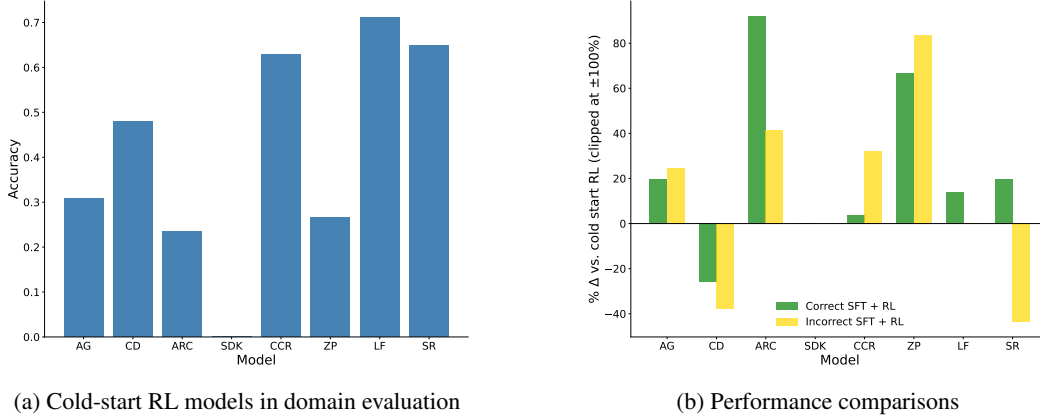 0.7
0.6
0.5
0.4
0.3
0.2
0.1
0.0
Accuracy
AG CD ARC SDK CCR ZP LF SR
Model
(a) Cold-start RL models in domain evaluation
80
60
40
20
0
−20
−40
% Δ vs. cold start RL (clipped at ±100%)
Correct SFT + RL
Incorrect SFT + RL
AG CD ARC SDK CCR ZP LF SR
Model
(b) Performance comparisons